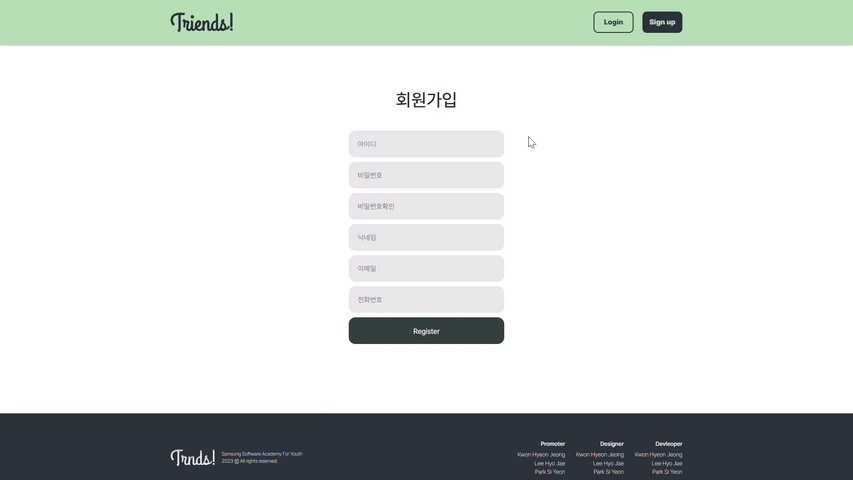 Triends!
Login
Sign up
회원가입
아이디
비밀번호
비밀번호확인
닉네임
이메일
전화번호
Register
Trnds!
Samsung Software Academy For Youth
2023 ⓒ All rights reserved
Promoter
Kwon Hyeon Jeong
Lee Hyo Jae
Park Si Yeon
Designer
Kwon Hyeon Jeong
Lee Hyo Jae
Park Si Yeon
Devleoper
Kwon Hyeon Jeong
Lee Hyo Jae
Park Si Yeon